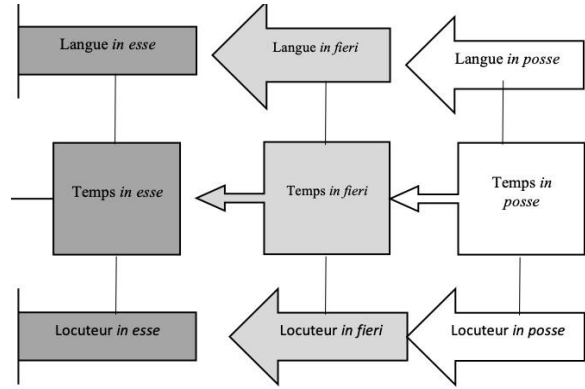 Langue in esse
Langue in fieri
Langue in posse
Temps in esse
Temps in fieri
Temps in
posse
Locuteur in esse
Locuteur in fieri
Locuteur in posse